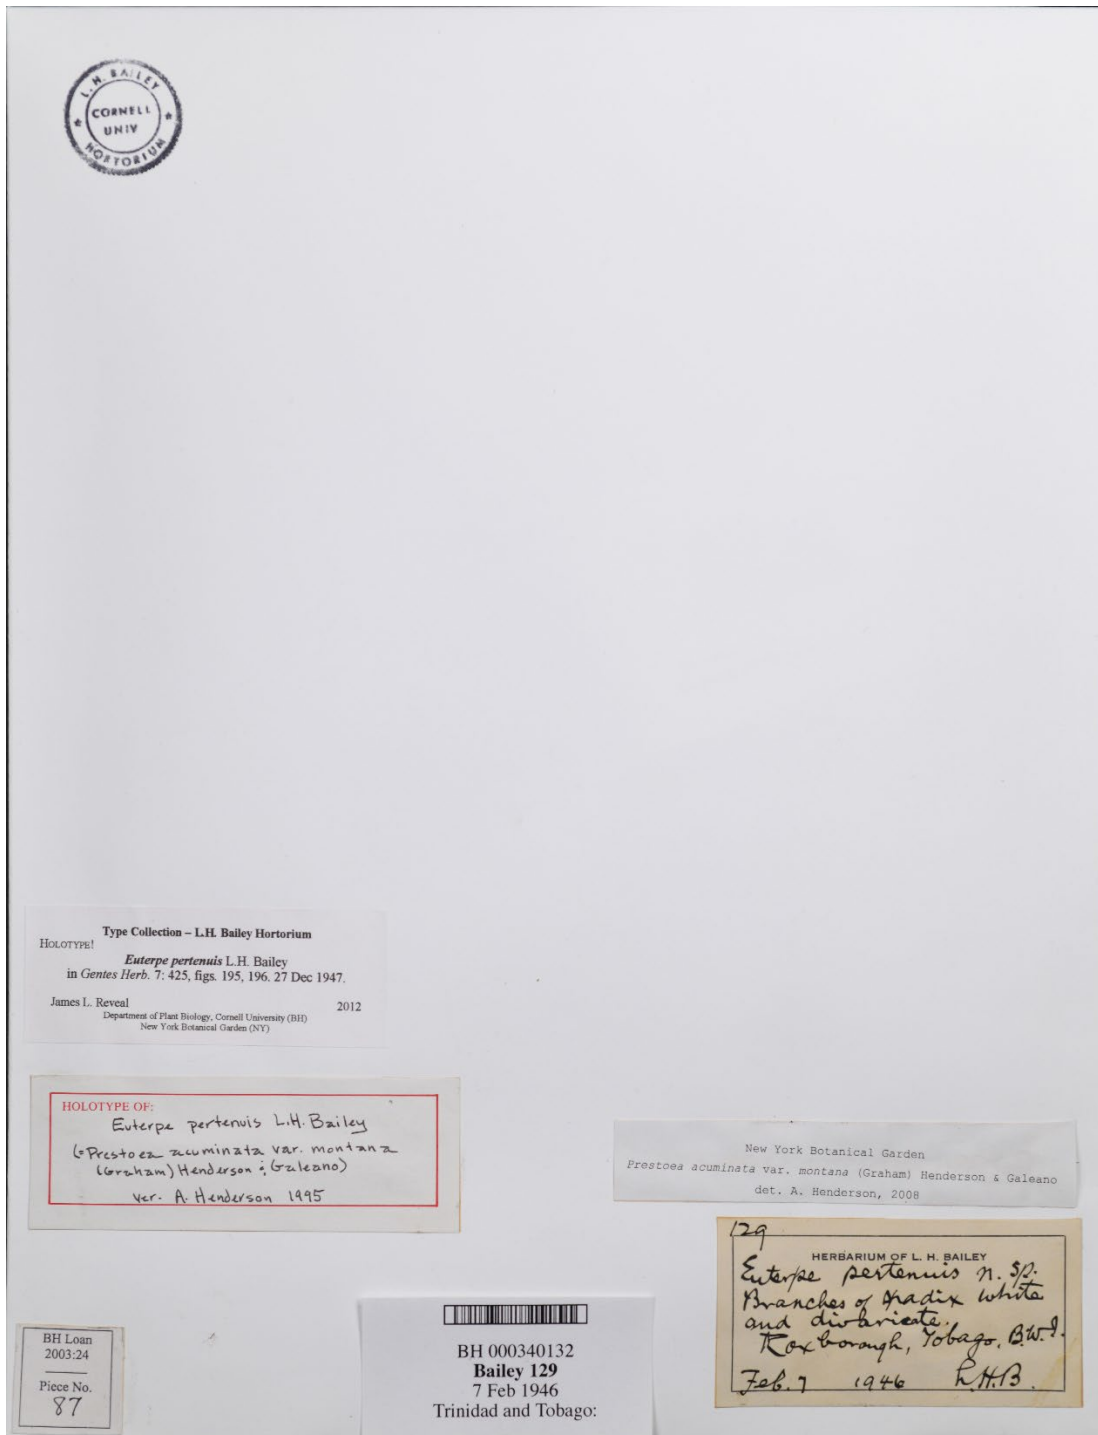 L. H. BAILEY
HORTORIUM
CORNELL
UNIV
Type Collection – L.H. Bailey Hortorium
HOLOTYPE!
Euterpe pertenuis L.H. Bailey
in Gentes Herb. 7: 425, figs. 195, 196. 27 Dec 1947.
James L. Reveal 2012
Department of Plant Biology, Cornell University (BH)
New York Botanical Garden (NY)
HOLOTYPE OF:
Euterpe pertenuis L.H. Bailey
(=Prestoea acuminata var. montana
(Graham) Henderson & Galeano)
ver. A. Henderson 1995
New York Botanical Garden
Prestoea acuminata var. montana (Graham) Henderson & Galeano
det. A. Henderson, 2008
129
HERBARIUM OF L. H. BAILEY
Euterpe pertenuis n. sp.
Branches of spadix white
and divaricate.
Roxborough, Tobago, B.W.I.
Feb. 7 1946 L.H.B.
BH Loan
2003:24
Piece No.
87
BH 000340132
Bailey 129
7 Feb 1946
Trinidad and Tobago: